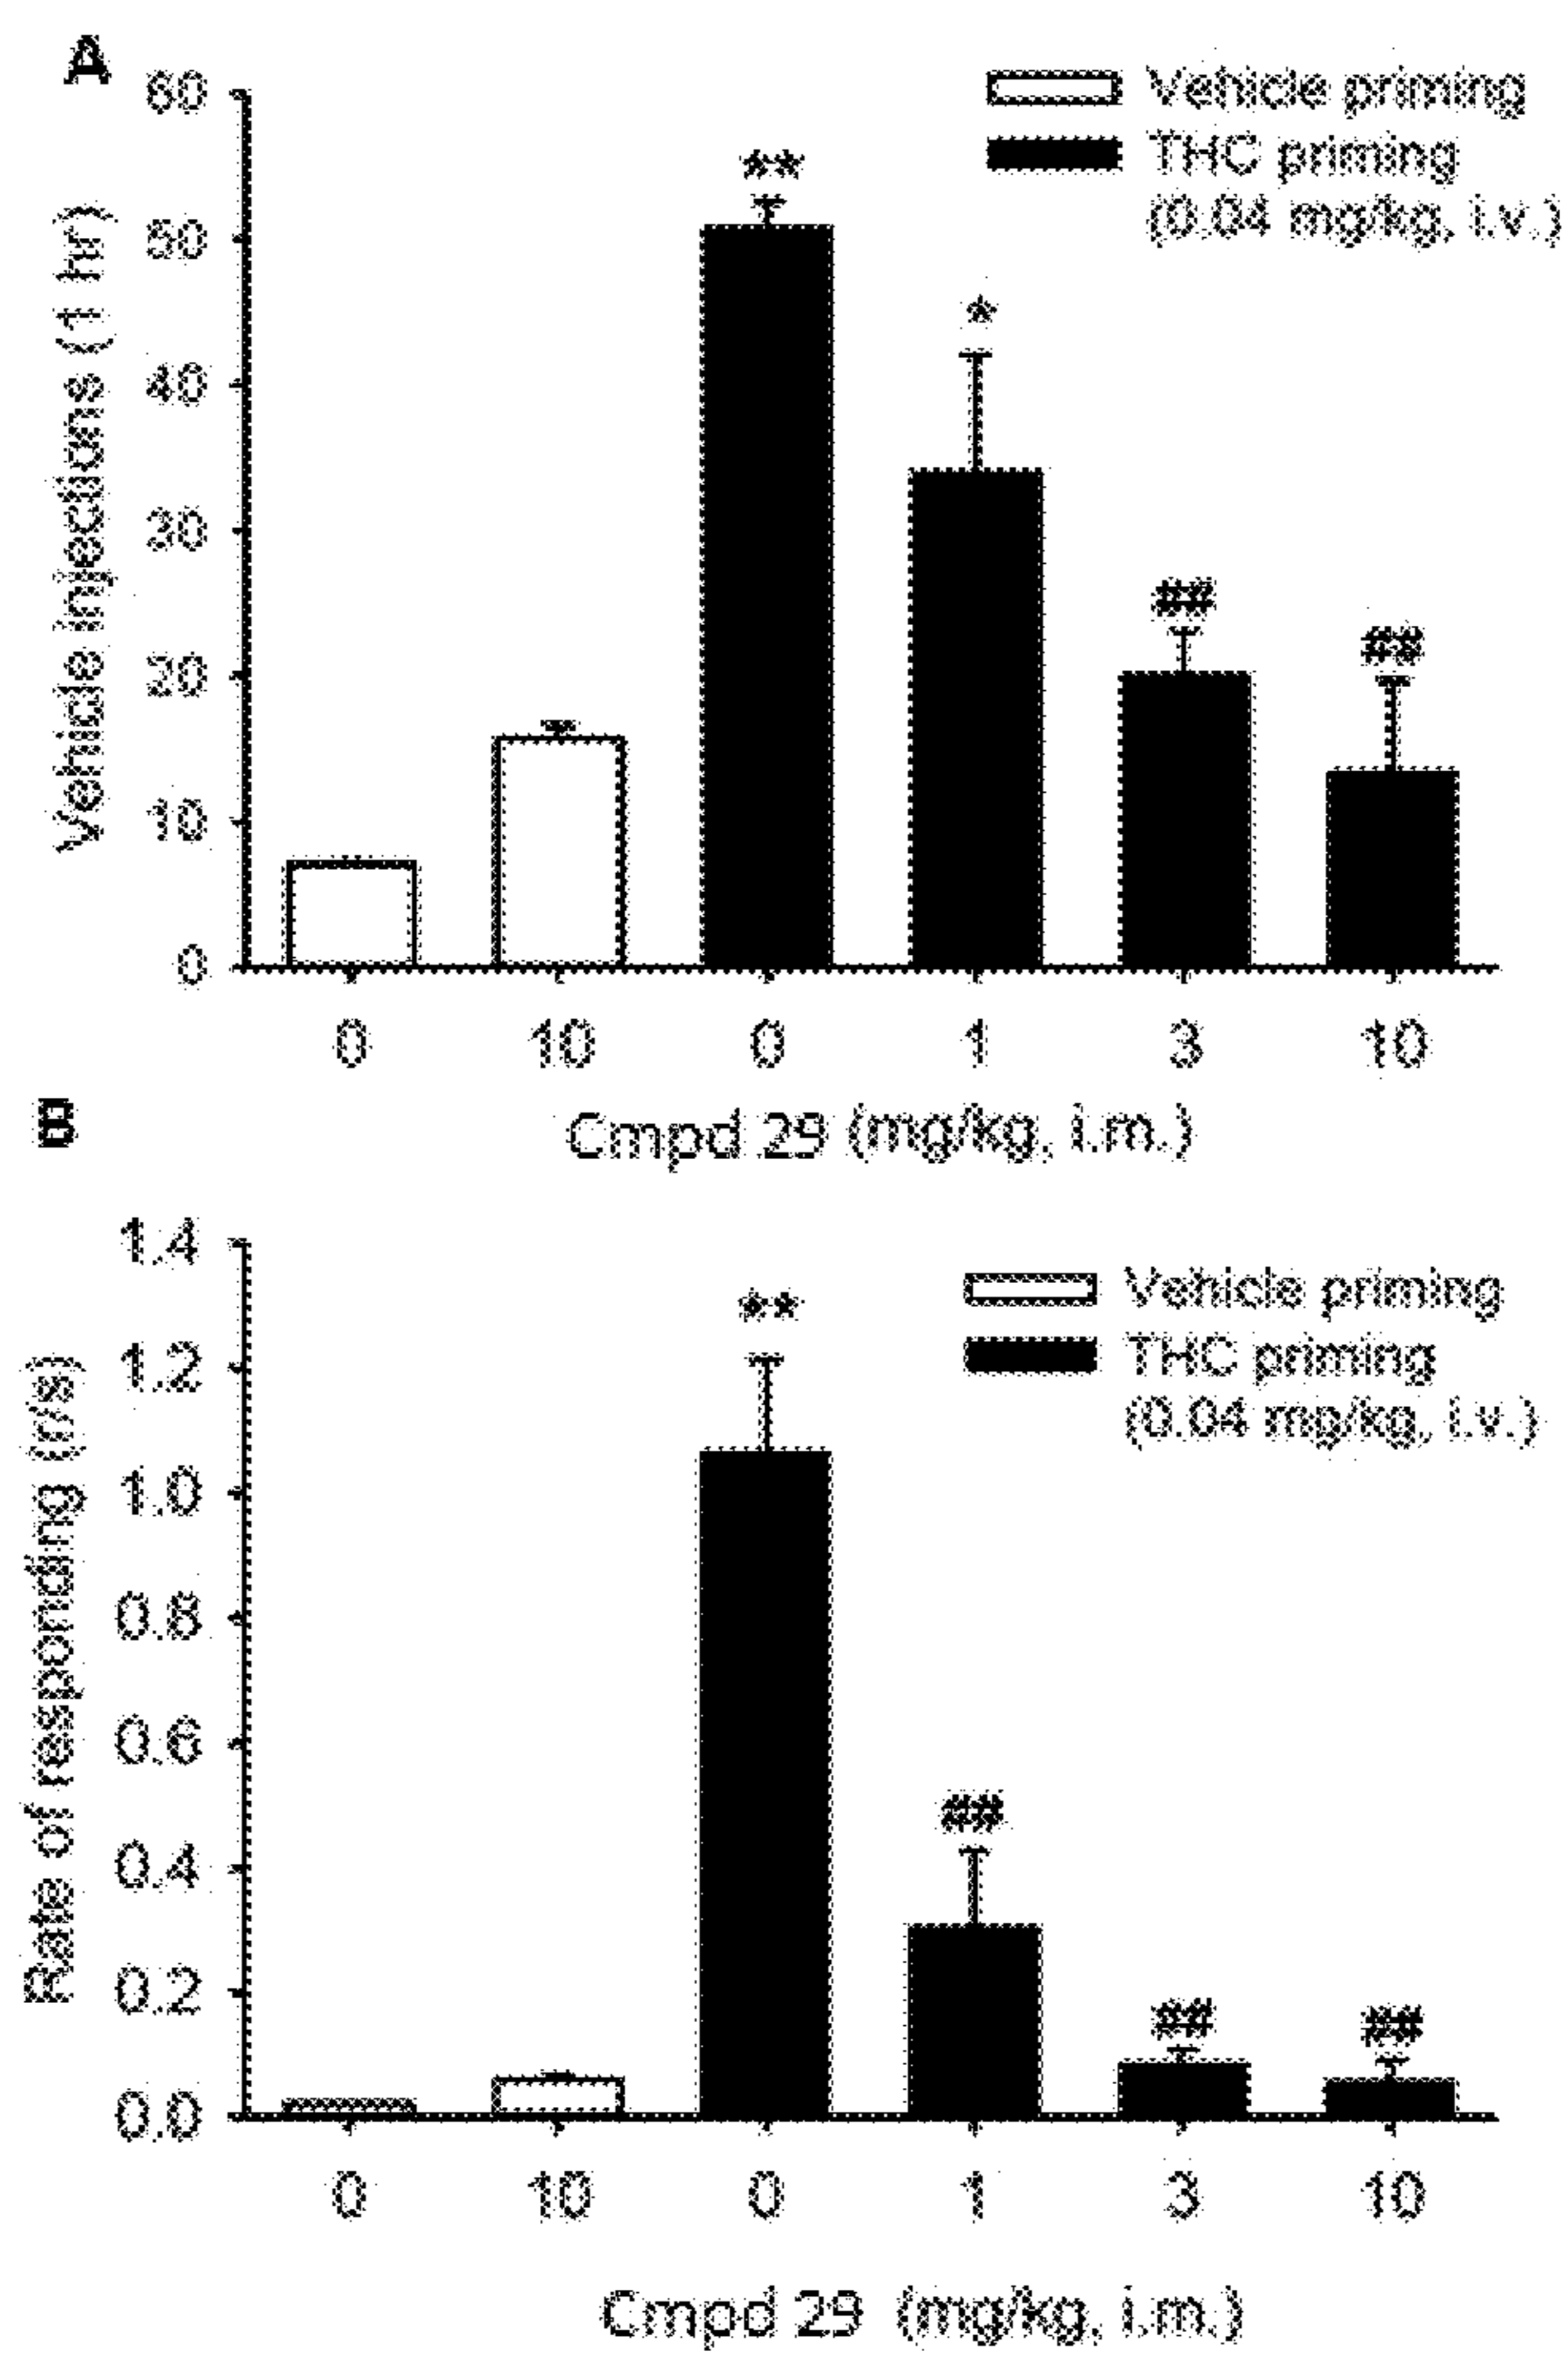 A
Vehicle priming
THC priming
(0.04 mg/kg, i.v.)
Vehicle injections (1 hr)
60
50
40
30
20
10
0
**
*
##
##
0 10 0 1 3 10
Cmpd 29 (mg/kg, i.m.)
B
Vehicle priming
THC priming
(0.04 mg/kg, i.v.)
Rate of responding (r/s)
1.4
1.2
1.0
0.8
0.6
0.4
0.2
0.0
**
##
##
##
0 10 0 1 3 10
Cmpd 29 (mg/kg, i.m.)